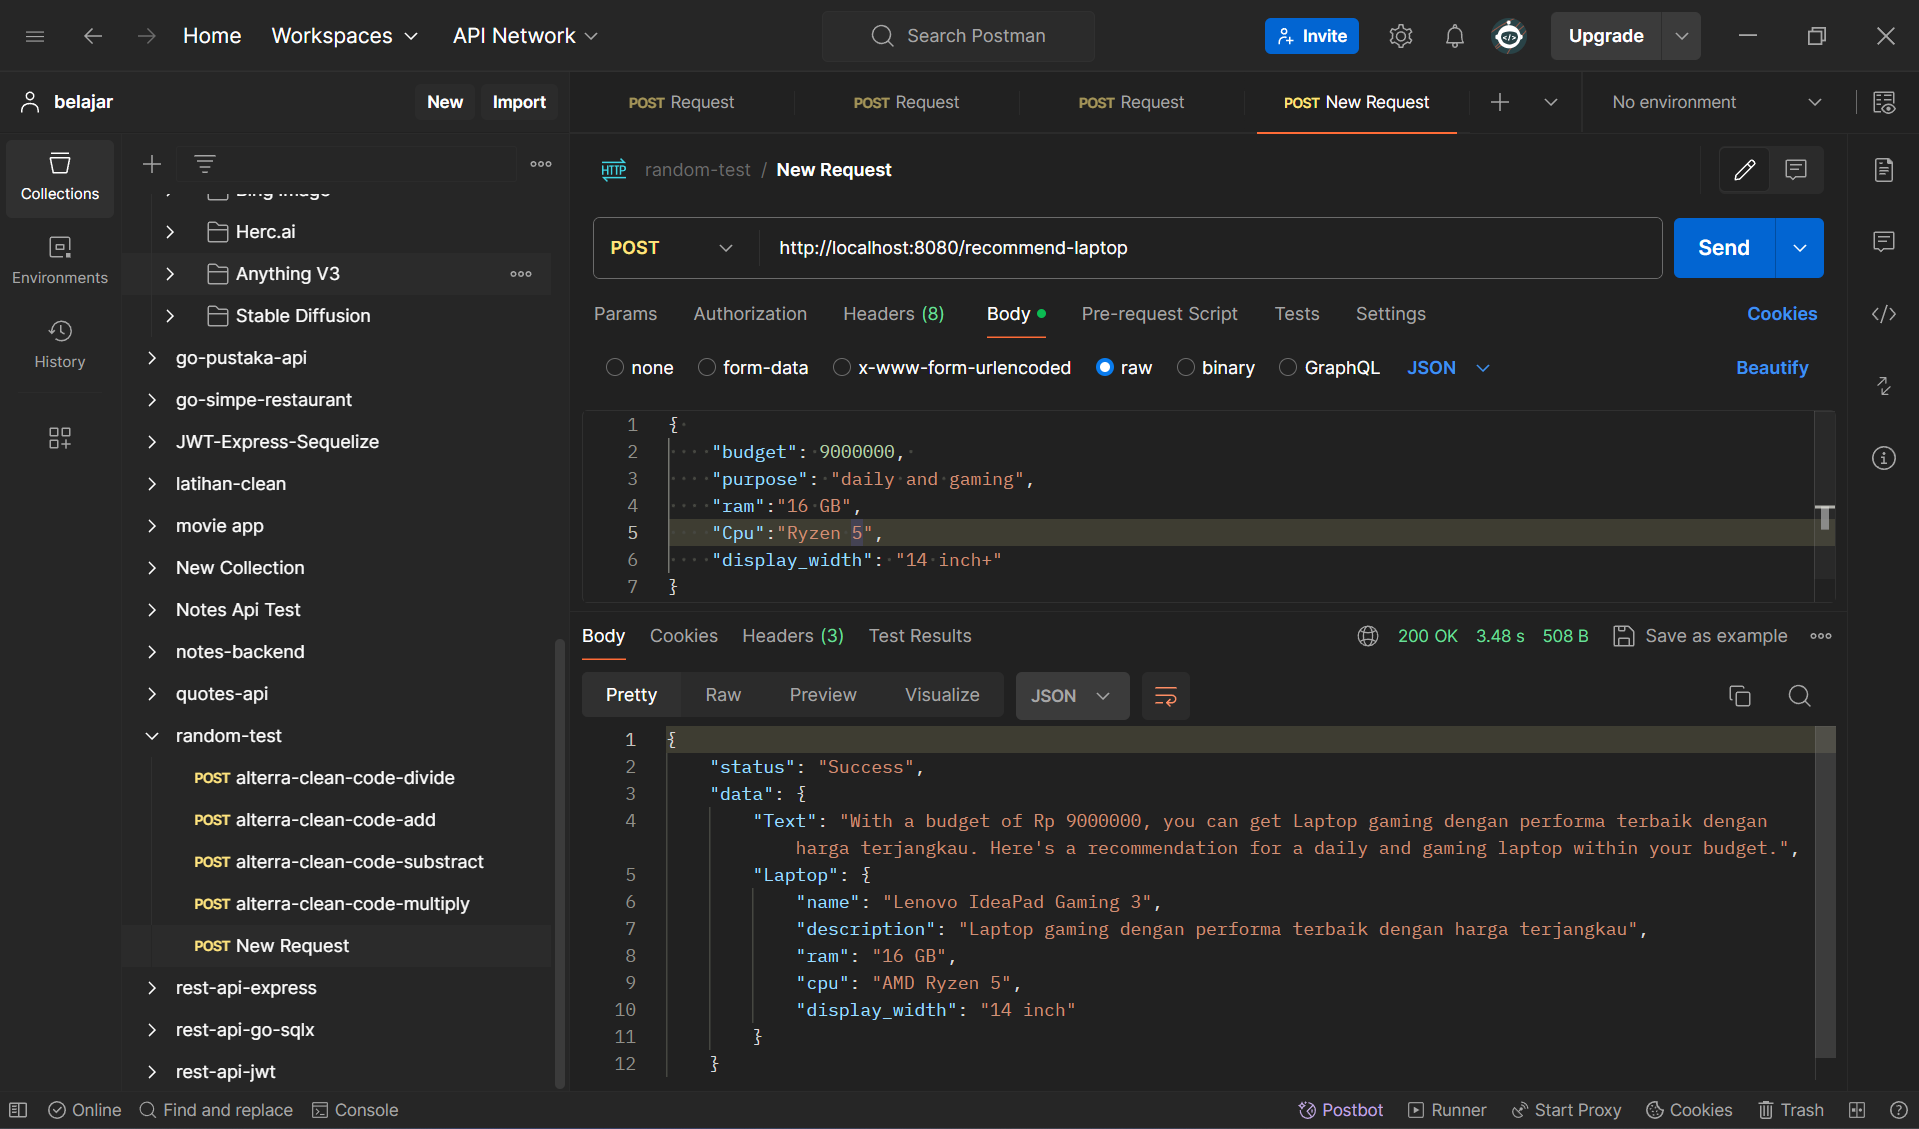 Home Workspaces API Network Search Postman Invite Upgrade
belajar New Import
POST Request POST Request POST Request POST New Request No environment
Collections
Environments
History
Bing Image
Herc.ai
Anything V3
Stable Diffusion
go-pustaka-api
go-simpe-restaurant
JWT-Express-Sequelize
latihan-clean
movie app
New Collection
Notes Api Test
notes-backend
quotes-api
random-test
POST alterra-clean-code-divide
POST alterra-clean-code-add
POST alterra-clean-code-substract
POST alterra-clean-code-multiply
POST New Request
rest-api-express
rest-api-go-sqlx
rest-api-jwt
HTTP random-test / New Request
POST http://localhost:8080/recommend-laptop Send
Params Authorization Headers (8) Body Pre-request Script Tests Settings Cookies
none form-data x-www-form-urlencoded raw binary GraphQL JSON Beautify
1 {
2 "budget": 9000000,
3 "purpose": "daily and gaming",
4 "ram":"16 GB",
5 "Cpu":"Ryzen 5",
6 "display_width": "14 inch+"
7 }
Body Cookies Headers (3) Test Results 200 OK 3.48 s 508 B Save as example
Pretty Raw Preview Visualize JSON
1 {
2 "status": "Success",
3 "data": {
4 "Text": "With a budget of Rp 9000000, you can get Laptop gaming dengan performa terbaik dengan
harga terjangkau. Here's a recommendation for a daily and gaming laptop within your budget.",
5 "Laptop": {
6 "name": "Lenovo IdeaPad Gaming 3",
7 "description": "Laptop gaming dengan performa terbaik dengan harga terjangkau",
8 "ram": "16 GB",
9 "cpu": "AMD Ryzen 5",
10 "display_width": "14 inch"
11 }
12 }
Online Find and replace Console Postbot Runner Start Proxy Cookies Trash